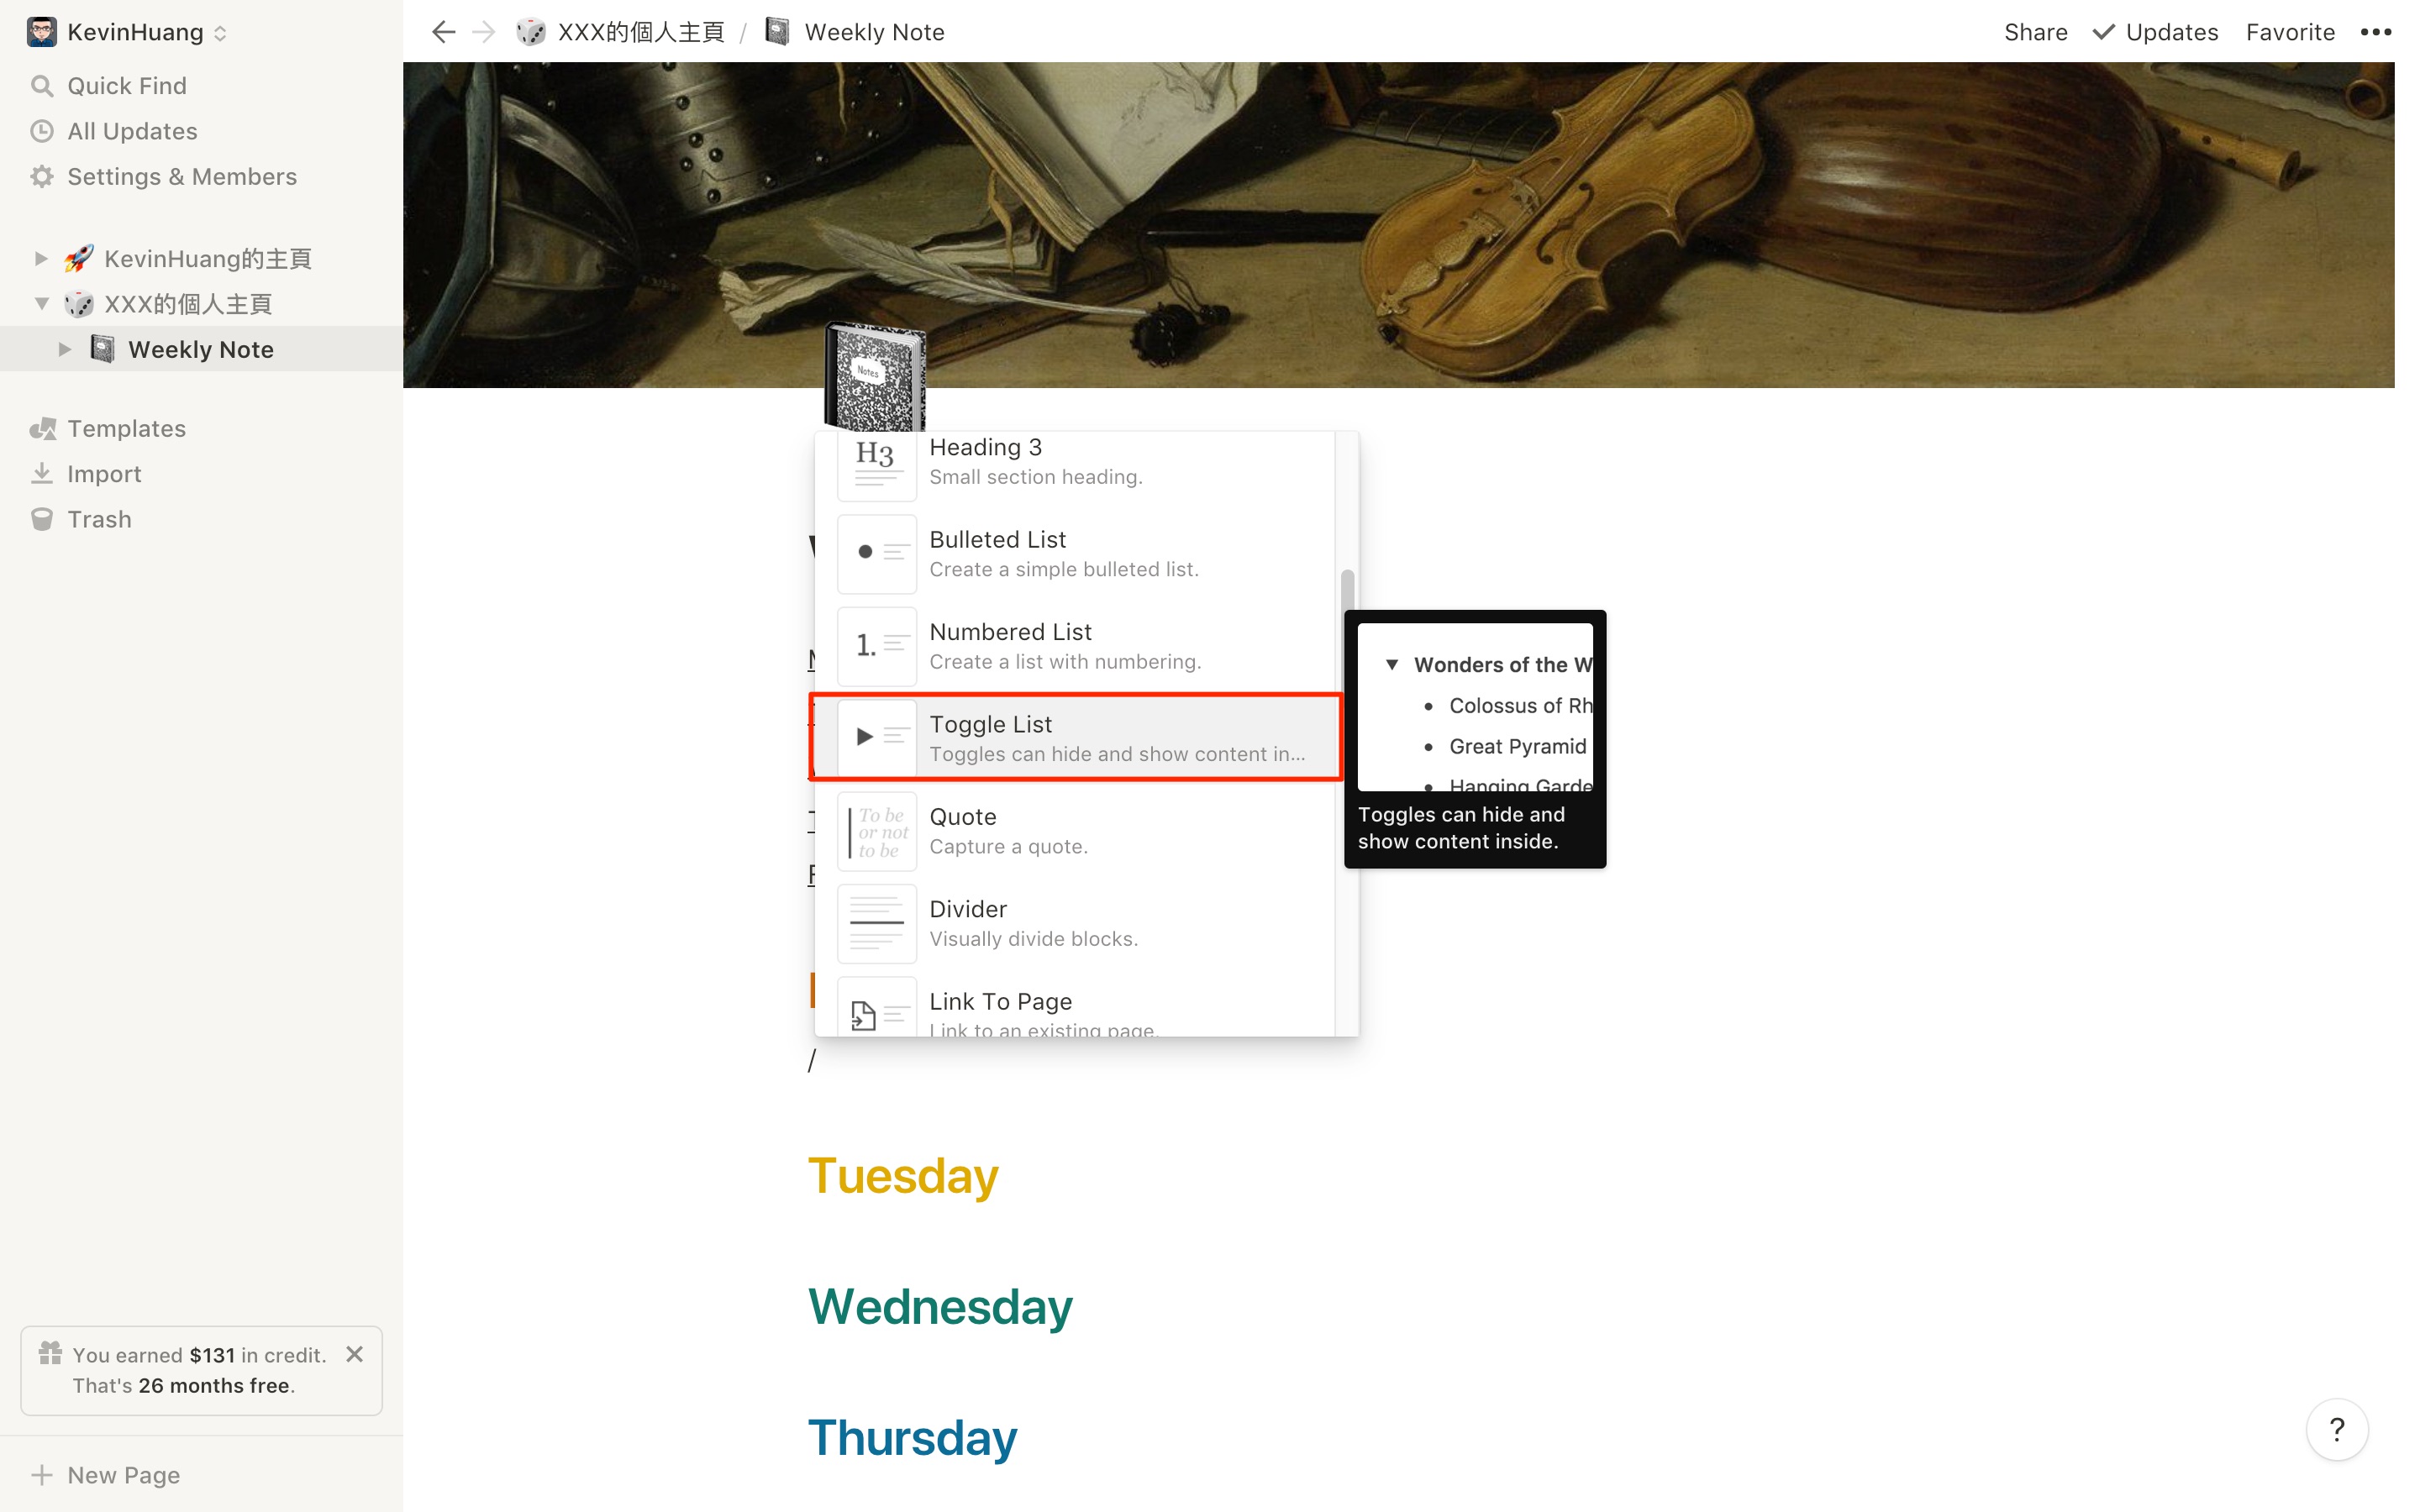 KevinHuang
Quick Find
All Updates
Settings & Members
KevinHuang的主頁
XXX的個人主頁
Weekly Note
Templates
Import
Trash
You earned $131 in credit.
That's 26 months free.
New Page
XXX的個人主頁 / Weekly Note
Share Updates Favorite
Notes
H3
Heading 3
Small section heading.
Bulleted List
Create a simple bulleted list.
1.
Numbered List
Create a list with numbering.
Toggle List
Toggles can hide and show content in...
To be
or not
to be
Quote
Capture a quote.
Divider
Visually divide blocks.
Link To Page
Link to an existing page.
Wonders of the W
Colossus of Rh
Great Pyramid
Hanging Garde
Toggles can hide and
show content inside.
/
Tuesday
Wednesday
Thursday
?